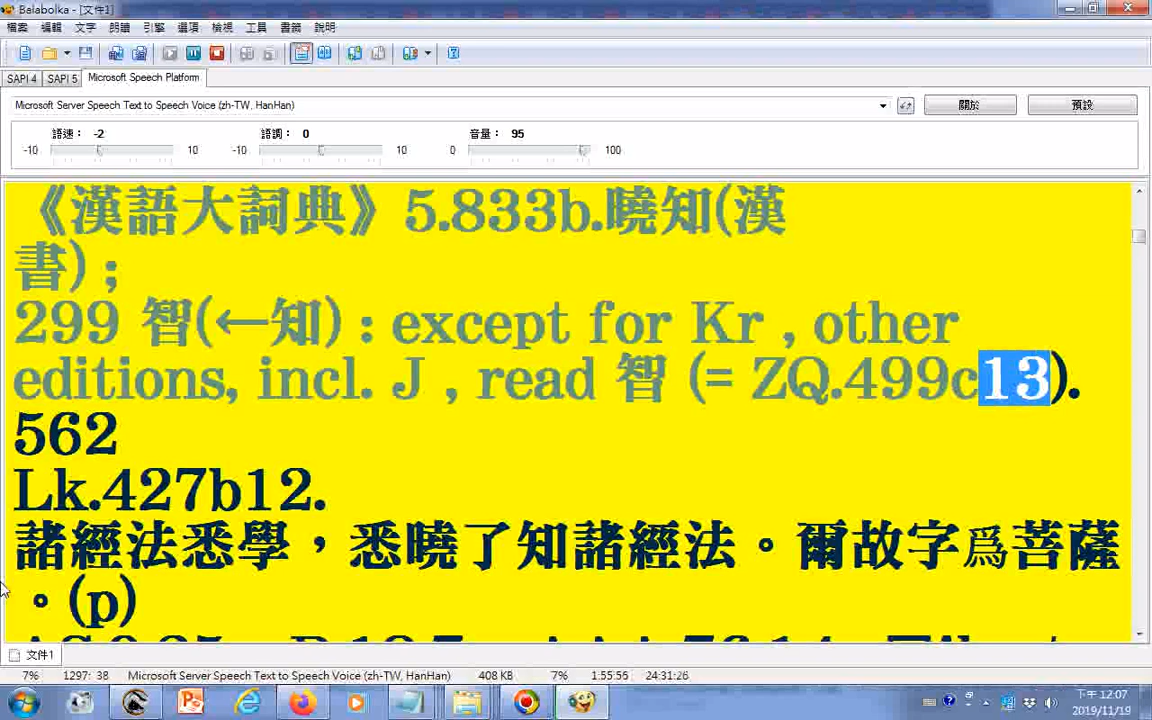 Balabolka - [文件1]
檔案 編輯 文字 朗讀 引擎 選項 檢視 工具 書籤 說明
SAPI 4 SAPI 5 Microsoft Speech Platform
Microsoft Server Speech Text to Speech Voice (zh-TW, HanHan) 關於 預設
語速： -2 語調： 0 音量： 95
-10 10 -10 10 0 100
《漢語大詞典》5.833b.曉知(漢
書)；
299 智(←知) : except for Kr , other
editions, incl. J , read 智 (= ZQ.499c13).
562
Lk.427b12.
諸經法悉學，悉曉了知諸經法。爾故字爲菩薩
。(p)
文件1
7% 1297: 38 Microsoft Server Speech Text to Speech Voice (zh-TW, HanHan) 408 KB 7% 1:55:55 24:31:26
下午 12:07
2019/11/19